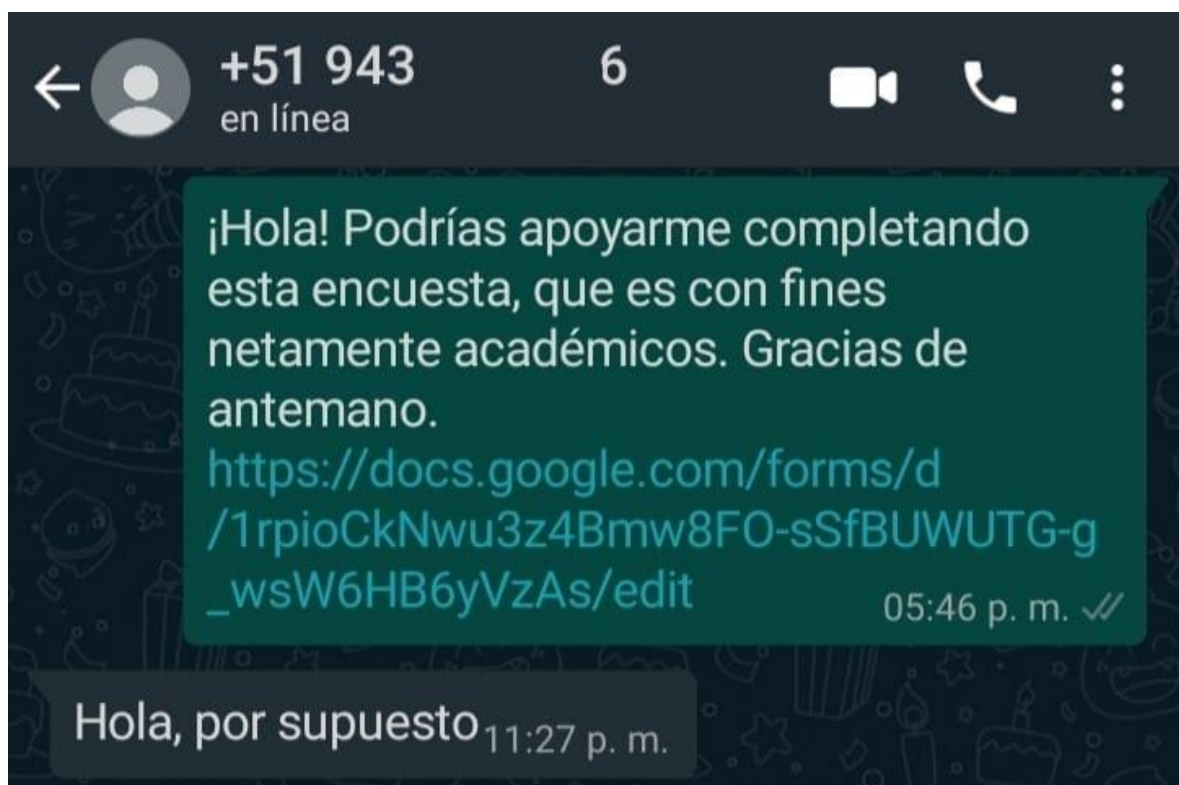 +51 943 6
en línea
¡Hola! Podrías apoyarme completando
esta encuesta, que es con fines
netamente académicos. Gracias de
antemano.
https://docs.google.com/forms/d
/1rpioCkNwu3z4Bmw8FO-sSfBUWUTG-g
_wsW6HB6yVzAs/edit
05:46 p. m.
Hola, por supuesto 11:27 p. m.